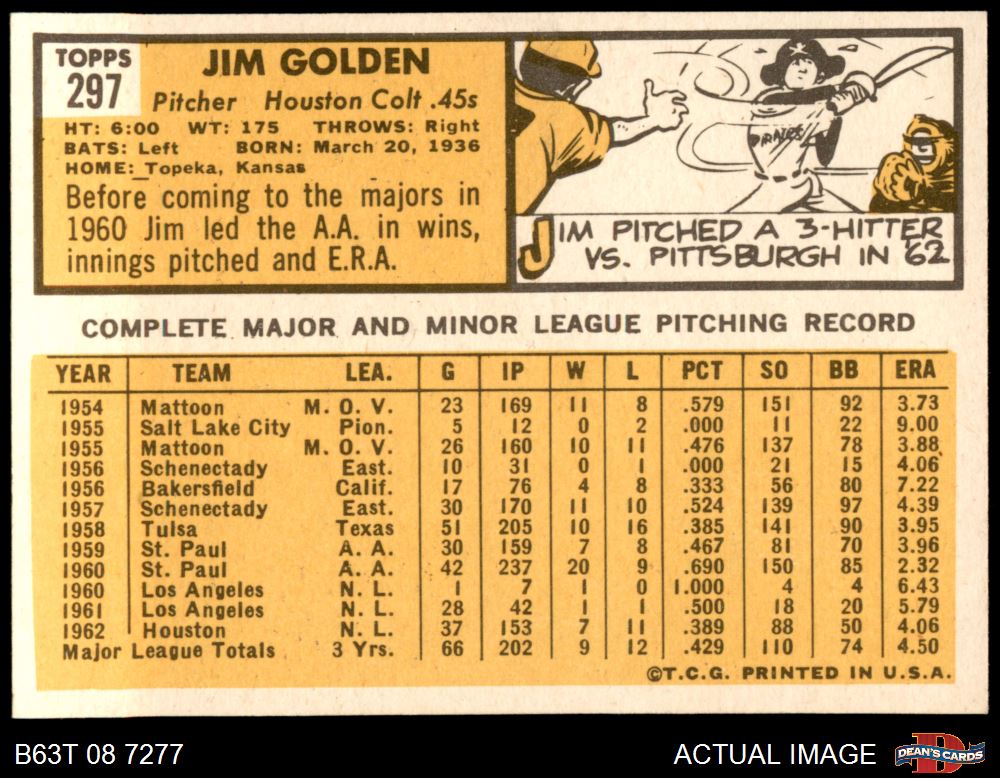 TOPPS
297
JIM GOLDEN
Pitcher Houston Colt .45s
HT: 6:00 WT: 175 THROWS: Right
BATS: Left BORN: March 20, 1936
HOME: Topeka, Kansas
Before coming to the majors in
1960 Jim led the A.A. in wins,
innings pitched and E.R.A.
PIRATES
G
JIM PITCHED A 3-HITTER
VS. PITTSBURGH IN 62
COMPLETE MAJOR AND MINOR LEAGUE PITCHING RECORD
YEAR TEAM LEA. G IP W L PCT SO BB ERA
1954 Mattoon M. O. V. 23 169 11 8 .579 151 92 3.73
1955 Salt Lake City Pion. 5 12 0 2 .000 11 22 9.00
1955 Mattoon M. O. V. 26 160 10 11 .476 137 78 3.88
1956 Schenectady East. 10 31 0 1 .000 21 15 4.06
1956 Bakersfield Calif. 17 76 4 8 .333 56 80 7.22
1957 Schenectady East. 30 170 11 10 .524 139 97 4.39
1958 Tulsa Texas 51 205 10 16 .385 141 90 3.95
1959 St. Paul A. A. 30 159 7 8 .467 81 70 3.96
1960 St. Paul A. A. 42 237 20 9 .690 150 85 2.32
1960 Los Angeles N. L. 1 7 1 0 1.000 4 4 6.43
1961 Los Angeles N. L. 28 42 1 1 .500 18 20 5.79
1962 Houston N. L. 37 153 7 11 .389 88 50 4.06
Major League Totals 3 Yrs. 66 202 9 12 .429 110 74 4.50
©T.C.G. PRINTED IN U.S.A.
B63T 08 7277
ACTUAL IMAGE
DEAN'S CARDS